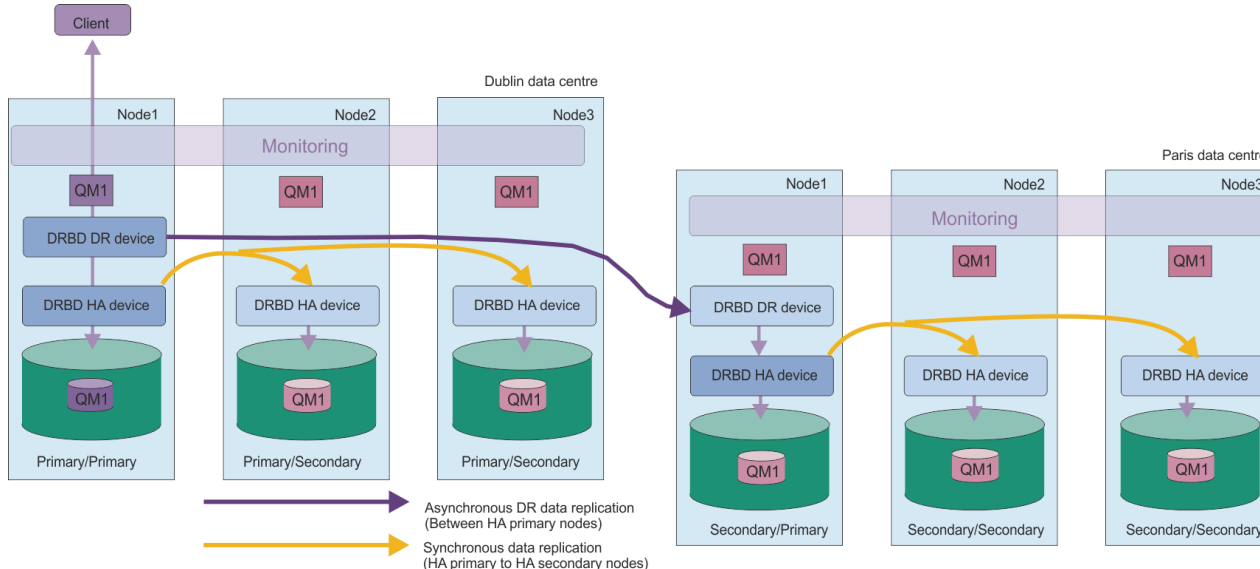 Client
Dublin data centre
Node1
Node2
Node3
Monitoring
QM1
QM1
QM1
DRBD DR device
DRBD HA device
DRBD HA device
DRBD HA device
QM1
QM1
QM1
Primary/Primary
Primary/Secondary
Primary/Secondary
Paris data centre
Node1
Node2
Node3
Monitoring
QM1
QM1
QM1
DRBD DR device
DRBD HA device
DRBD HA device
DRBD HA device
QM1
QM1
QM1
Secondary/Primary
Secondary/Secondary
Secondary/Secondary
Asynchronous DR data replication
(Between HA primary nodes)
Synchronous data replication
(HA primary to HA secondary nodes)